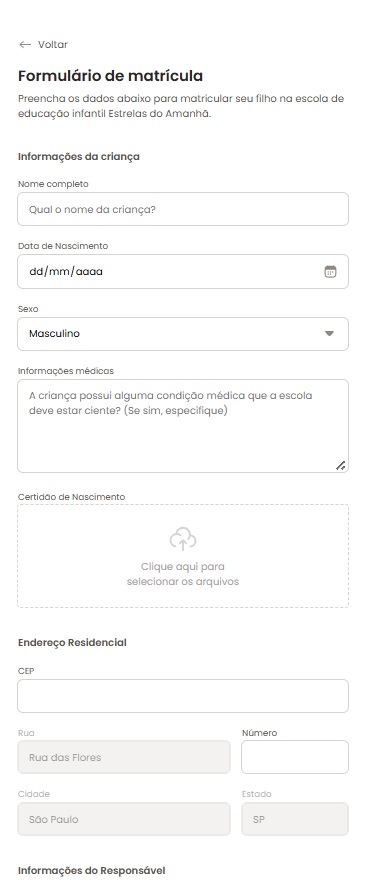 Voltar
Formulário de matrícula
Preencha os dados abaixo para matricular seu filho na escola de
educação infantil Estrelas do Amanhã.
Informações da criança
Nome completo
Qual o nome da criança?
Data de Nascimento
dd/mm/aaaa
Sexo
Masculino
Informações médicas
A criança possui alguma condição médica que a escola
deve estar ciente? (Se sim, especifique)
Certidão de Nascimento
Clique aqui para
selecionar os arquivos
Endereço Residencial
CEP
Rua
Número
Rua das Flores
Cidade
Estado
São Paulo
SP
Informações do Responsável